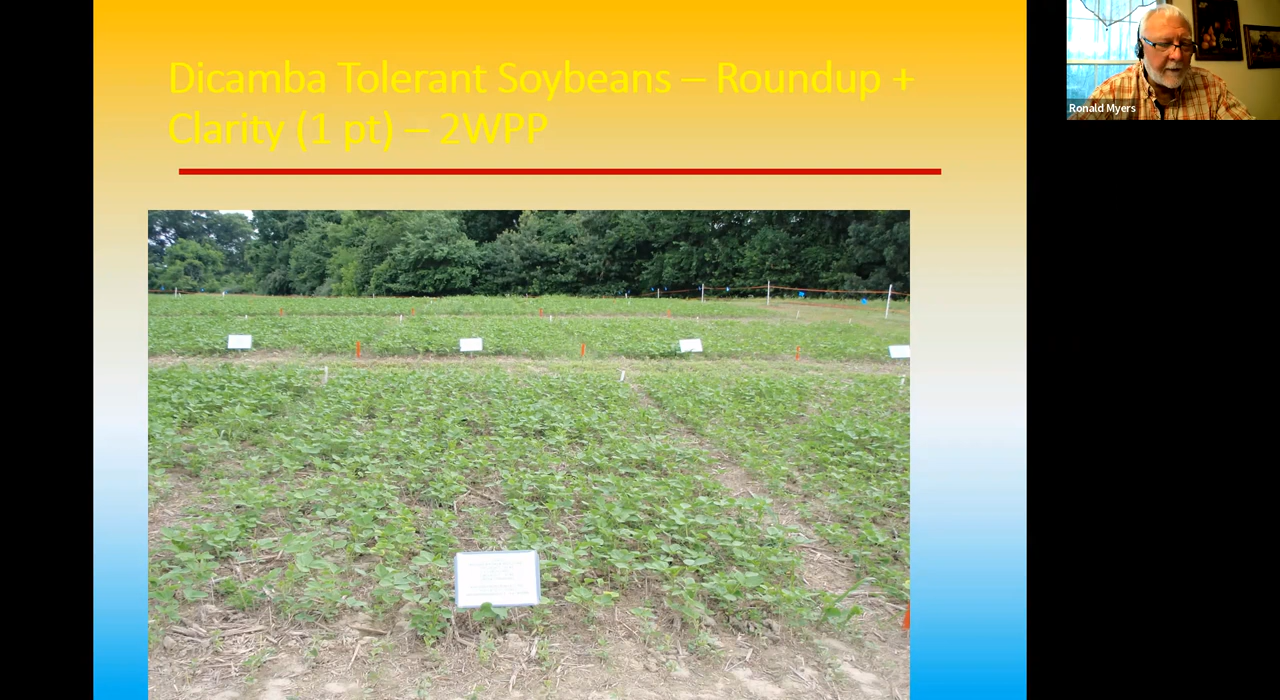 Dicamba Tolerant Soybeans – Roundup +
Clarity (1 pt) – 2WPP
Ronald Myers